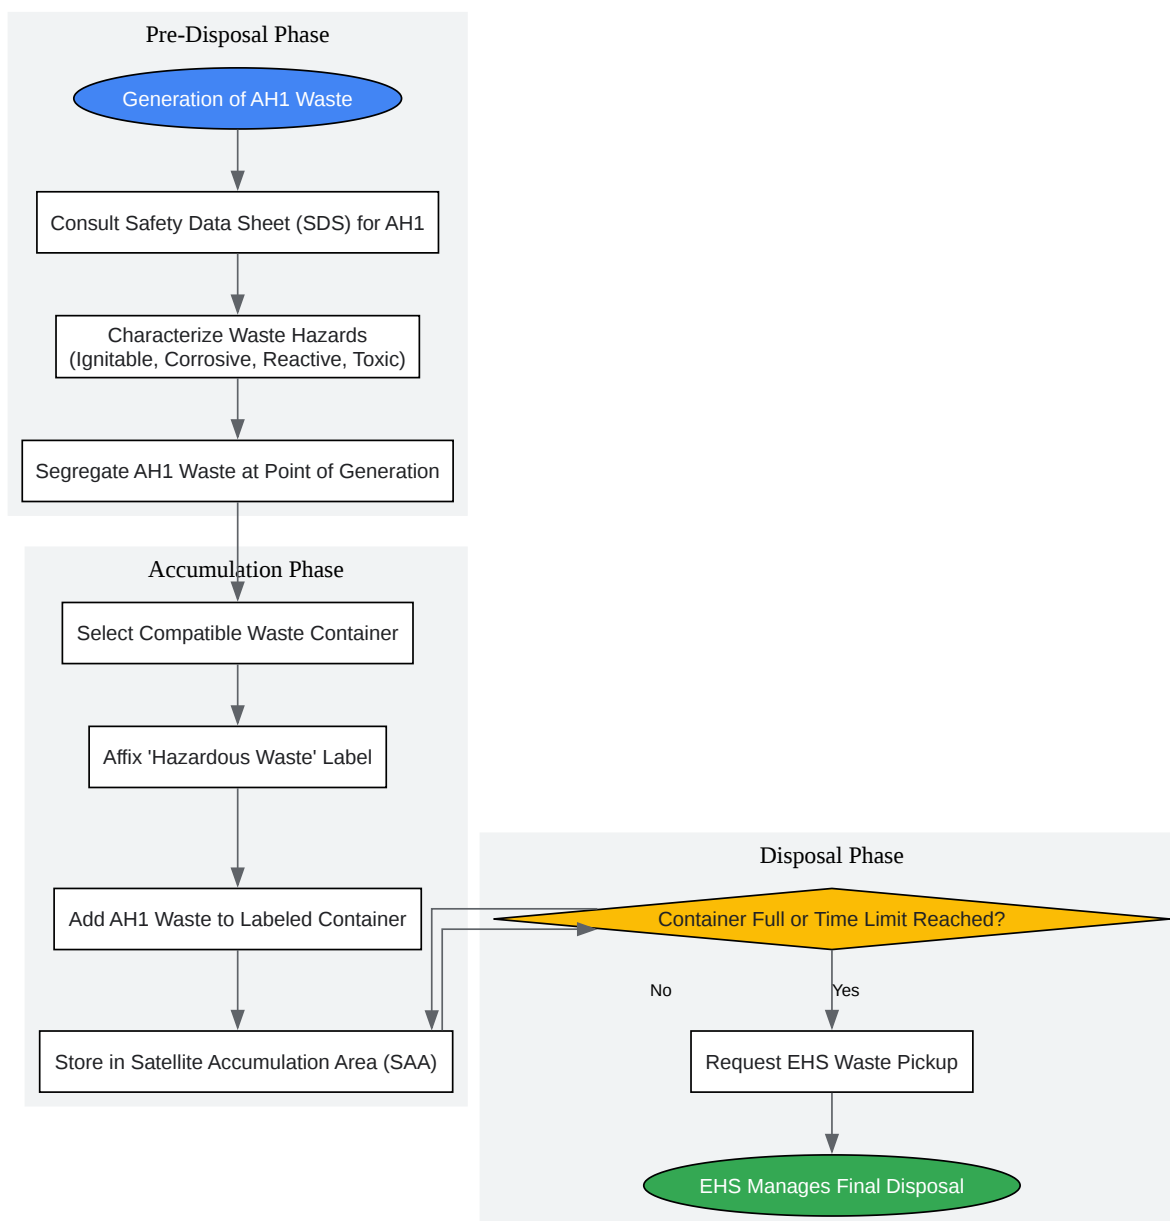 Pre-Disposal Phase
Generation of AH1 Waste
Consult Safety Data Sheet (SDS) for AH1
Characterize Waste Hazards
(Ignitable, Corrosive, Reactive, Toxic)
Segregate AH1 Waste at Point of Generation
Accumulation Phase
Select Compatible Waste Container
Affix 'Hazardous Waste' Label
Add AH1 Waste to Labeled Container
Store in Satellite Accumulation Area (SAA)
Disposal Phase
Container Full or Time Limit Reached?
No
Yes
Request EHS Waste Pickup
EHS Manages Final Disposal